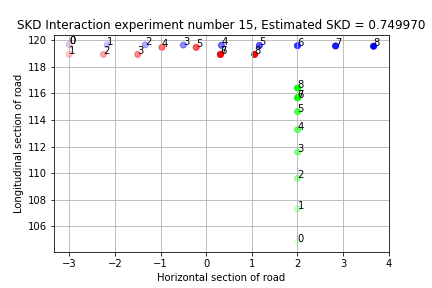 SKD Interaction experiment number 15, Estimated SKD = 0.749970
120
118
116
114
112
110
108
106
Longitudinal section of road
0 1 2 3 4 5 6 7 8
0 1 2 3 4 5 6 8
8
6
5
4
3
2
1
0
−3 −2 −1 0 1 2 3 4
Horizontal section of road